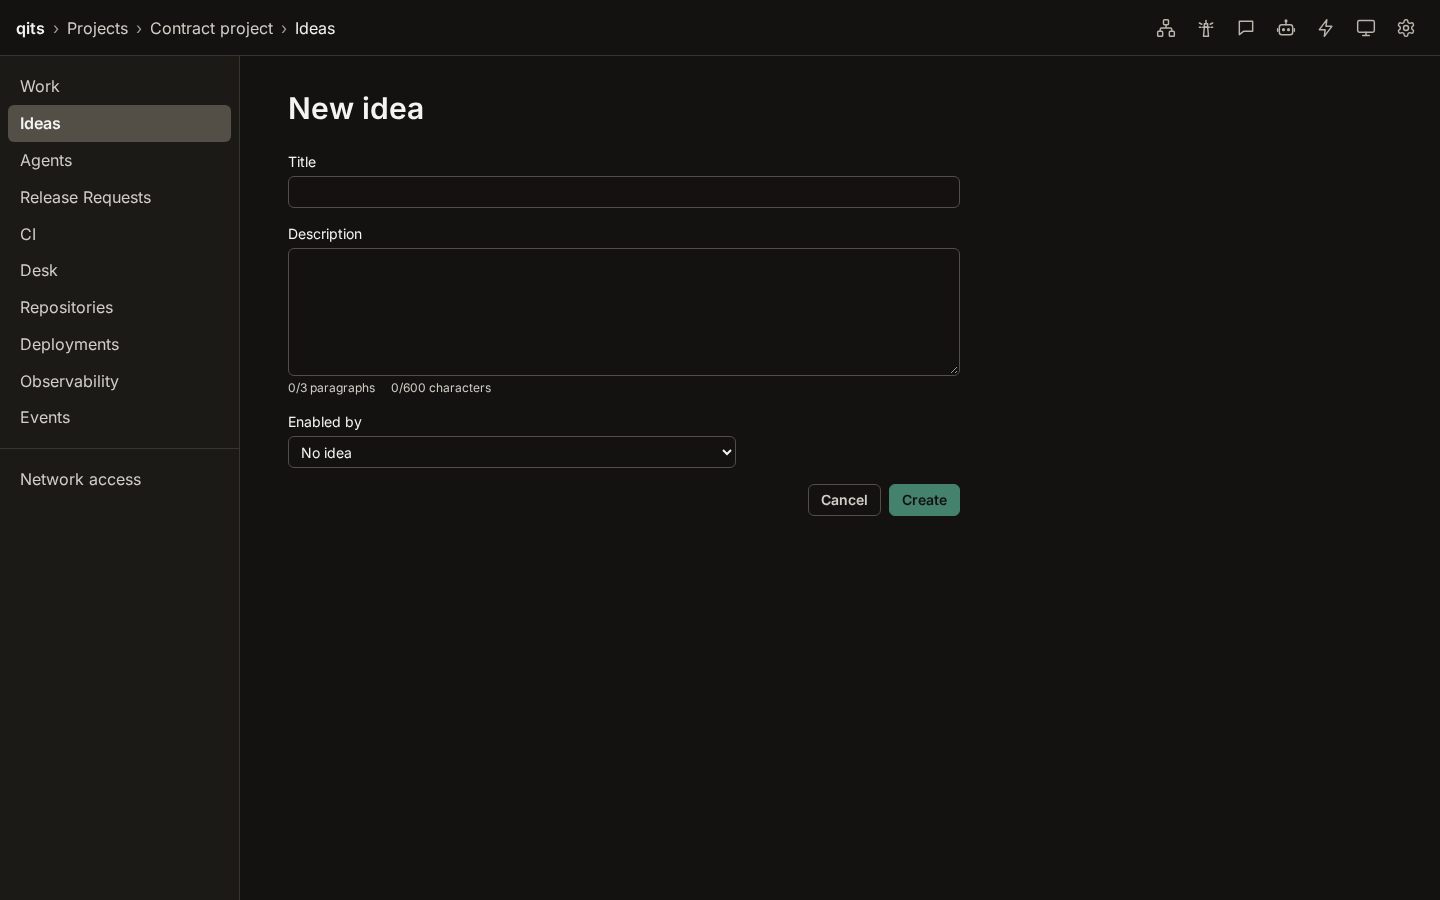 qits › Projects › Contract project › Ideas
Work
Ideas
Agents
Release Requests
CI
Desk
Repositories
Deployments
Observability
Events
Network access
New idea
Title
Description
0/3 paragraphs 0/600 characters
Enabled by
No idea
Cancel Create